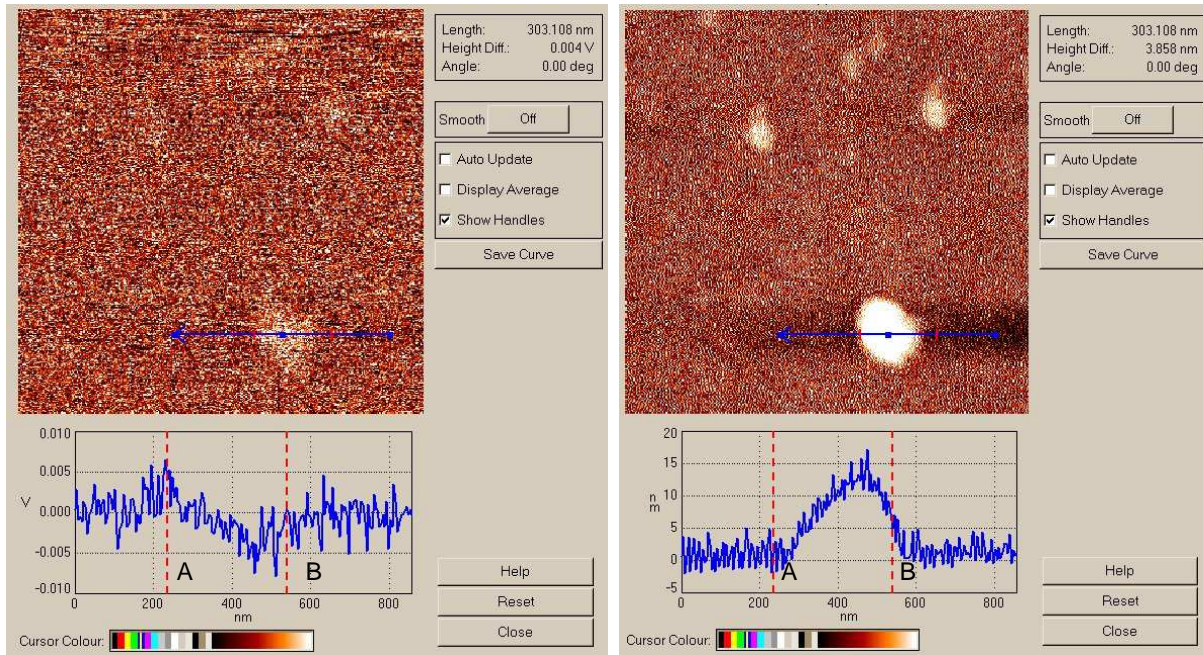 Length: 303.108 nm
Height Diff.: 0.004 V
Angle: 0.00 deg
Smooth Off
Auto Update
Display Average
Show Handles
Save Curve
0.010
0.005
0.000
-0.005
-0.010
V
A B
0 200 400 600 800
nm
Help
Reset
Close
Cursor Colour:
Length: 303.108 nm
Height Diff.: 3.858 nm
Angle: 0.00 deg
Smooth Off
Auto Update
Display Average
Show Handles
Save Curve
20
15
10
5
0
-5
n
m
A B
0 200 400 600 800
nm
Help
Reset
Close
Cursor Colour: